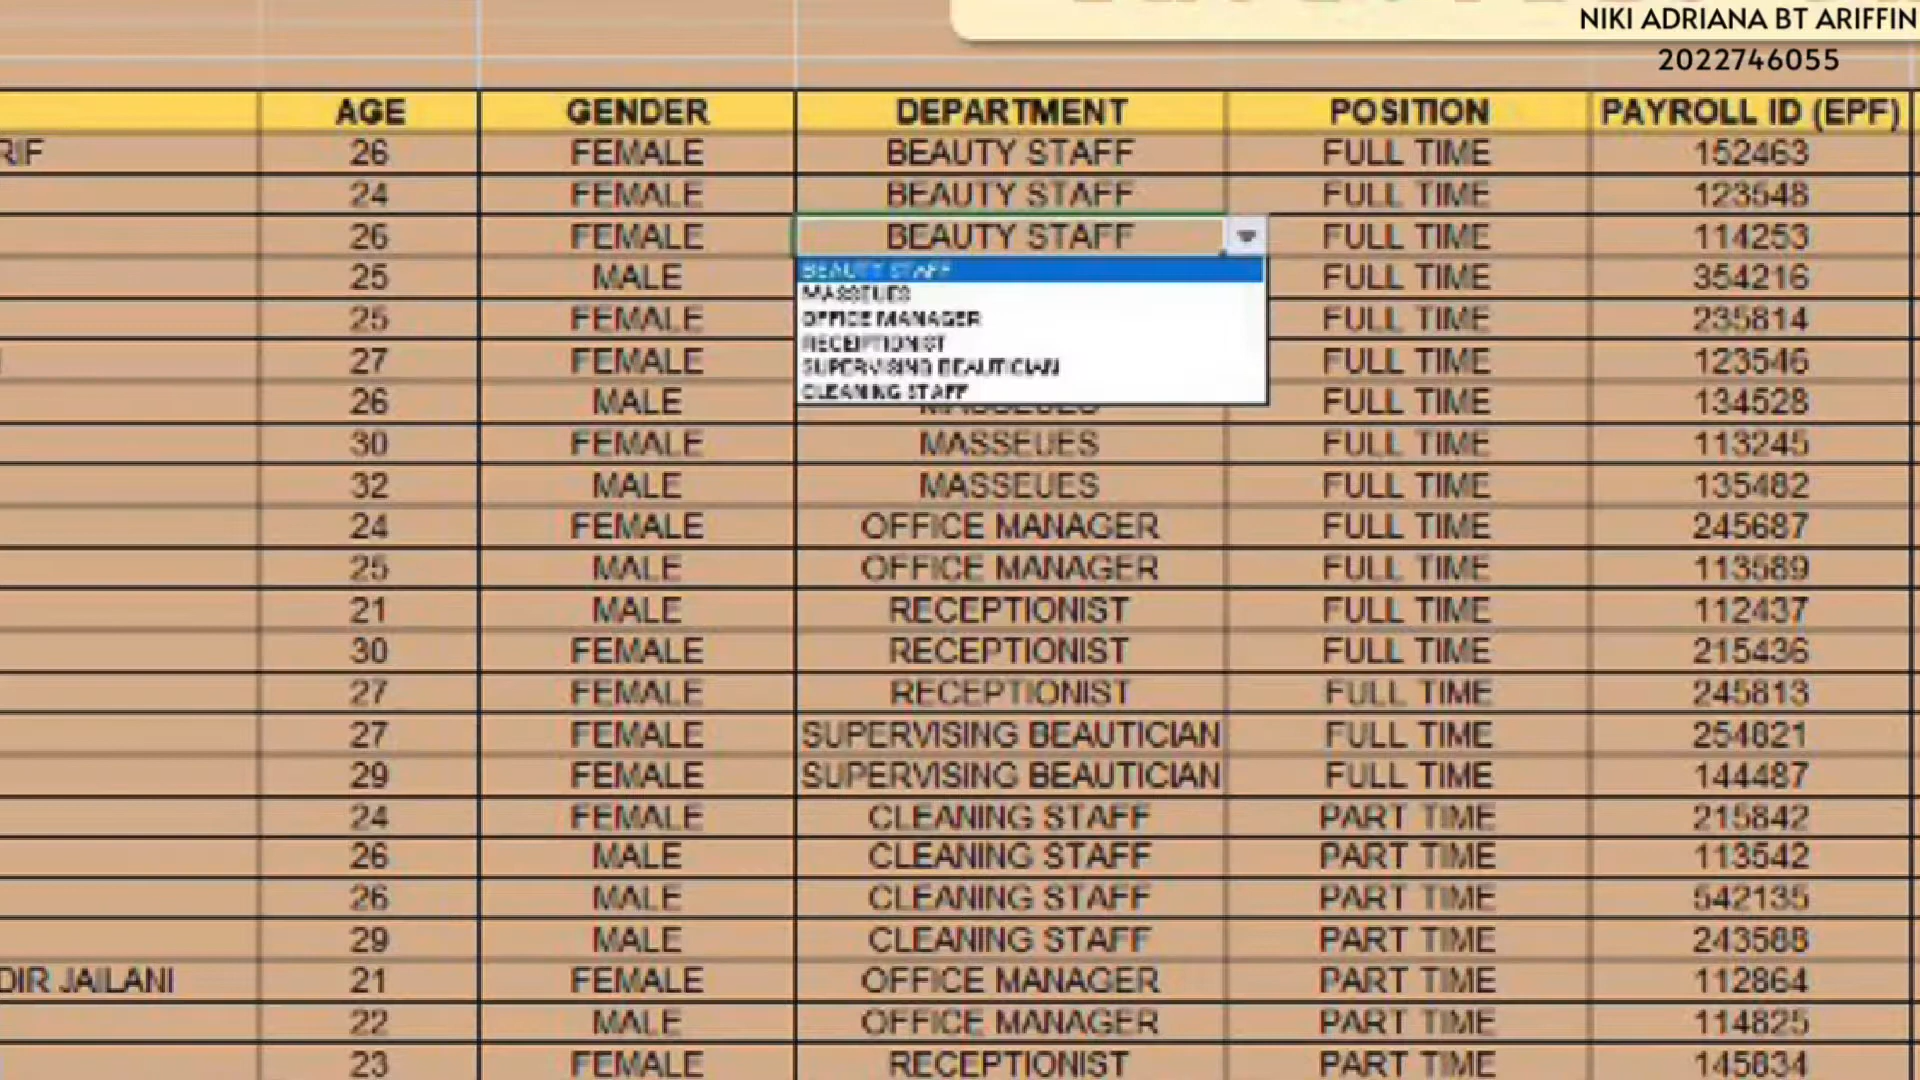 NIKI ADRIANA BT ARIFFIN
2022746055
AGE GENDER DEPARTMENT POSITION PAYROLL ID (EPF)
RIF 26 FEMALE BEAUTY STAFF FULL TIME 152463
24 FEMALE BEAUTY STAFF FULL TIME 123548
26 FEMALE BEAUTY STAFF FULL TIME 114253
25 MALE FULL TIME 354216
25 FEMALE FULL TIME 235814
27 FEMALE FULL TIME 123546
26 MALE MASSEUES FULL TIME 134528
BEAUTY STAFF
MASSEUES
OFFICE MANAGER
RECEIPTIONIST
SUPERVISING BEAUTICIAN
CLEANING STAFF
30 FEMALE MASSEUES FULL TIME 113245
32 MALE MASSEUES FULL TIME 135482
24 FEMALE OFFICE MANAGER FULL TIME 245687
25 MALE OFFICE MANAGER FULL TIME 113589
21 MALE RECEPTIONIST FULL TIME 112437
30 FEMALE RECEPTIONIST FULL TIME 215436
27 FEMALE RECEPTIONIST FULL TIME 245813
27 FEMALE SUPERVISING BEAUTICIAN FULL TIME 254821
29 FEMALE SUPERVISING BEAUTICIAN FULL TIME 144487
24 FEMALE CLEANING STAFF PART TIME 215842
26 MALE CLEANING STAFF PART TIME 113542
26 MALE CLEANING STAFF PART TIME 542135
29 MALE CLEANING STAFF PART TIME 243588
DIR JAILANI 21 FEMALE OFFICE MANAGER PART TIME 112864
22 MALE OFFICE MANAGER PART TIME 114825
23 FEMALE RECEPTIONIST PART TIME 145834